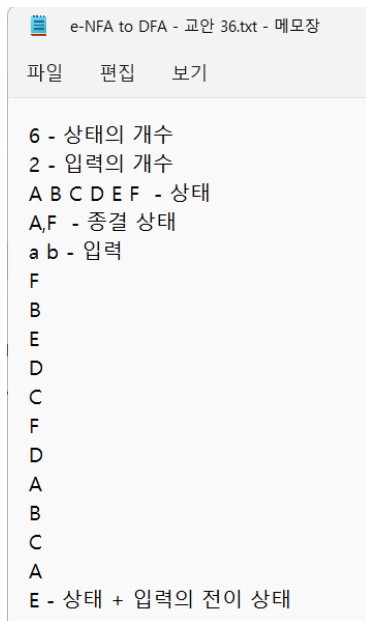 e-NFA to DFA - 교안 36.txt - 메모장
파일 편집 보기
6 - 상태의 개수
2 - 입력의 개수
A B C D E F - 상태
A,F - 종결 상태
a b - 입력
F
B
E
D
C
F
D
A
B
C
A
E - 상태 + 입력의 전이 상태